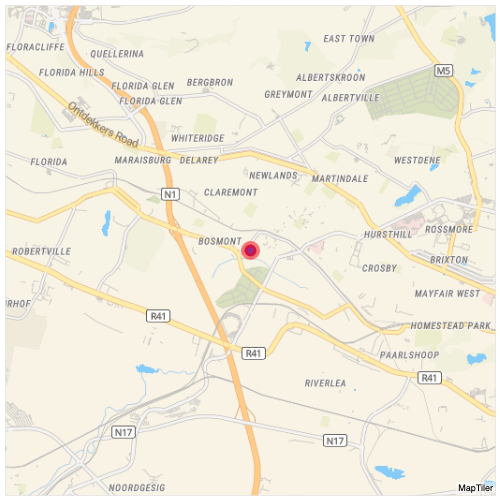 EAST TOWN
FLORACLIFFE
QUELLERINA
M5
FLORIDA HILLS
ALBERTSKROON
FLORIDA GLEN
BERGBRON
GREYMONT
ALBERTVILLE
FLORIDA GLEN
Ontdekkers Road
WHITERIDGE
FLORIDA
MARAISBURG
DELAREY
WESTDENE
NEWLANDS
MARTINDALE
N1
CLAREMONT
ROSSMORE
HURSTHILL
BOSMONT
ROBERTVILLE
BRIXTON
CROSBY
MAYFAIR WEST
R41
HOMESTEAD PARK
R41
PAARLSHOOP
R41
RIVERLEA
N17
N17
NOORDGESIG
MapTiler